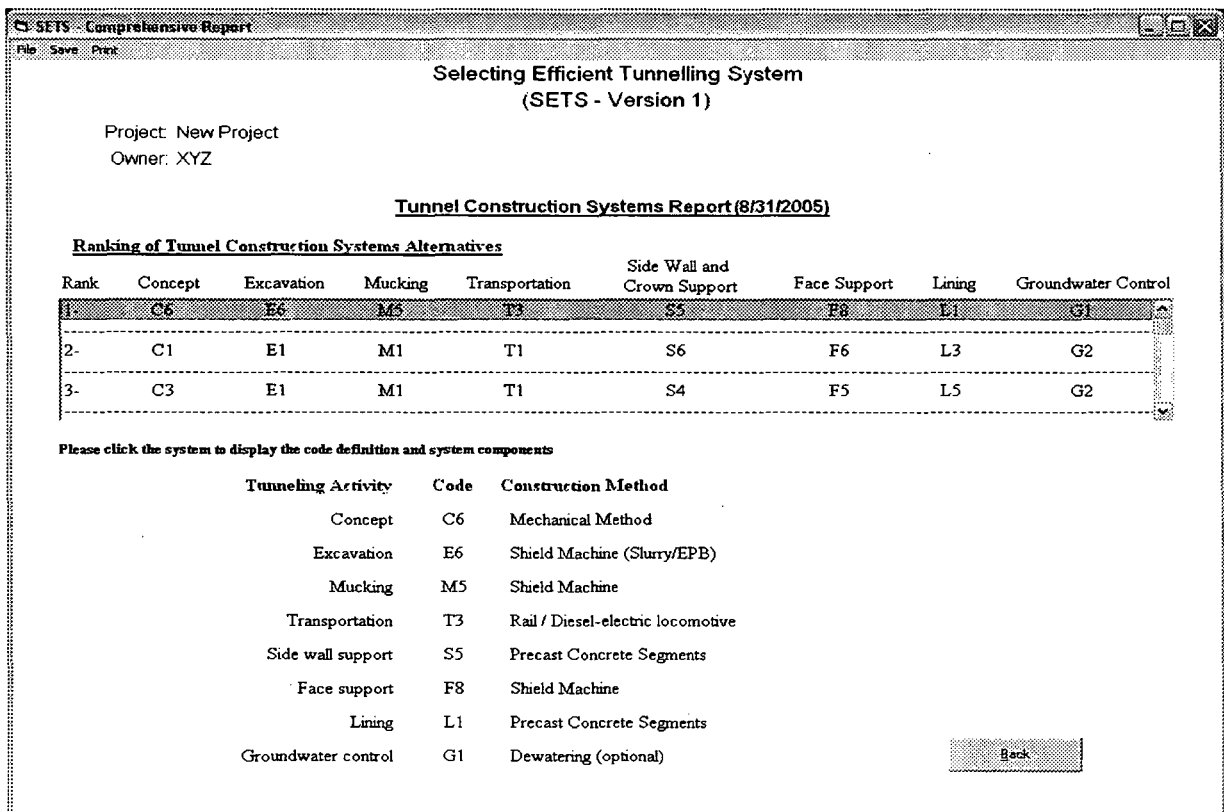 SETS - Comprehensive Report
File Save Print
Selecting Efficient Tunnelling System
(SETS - Version 1)
Project: New Project
Owner: XYZ
Tunnel Construction Systems Report (8/31/2005)
Ranking of Tunnel Construction Systems Alternatives
Rank Concept Excavation Mucking Transportation Side Wall and Crown Support Face Support Lining Groundwater Control
1- C6 E6 M5 T3 S5 F8 L1 G1
2- C1 E1 M1 T1 S6 F6 L3 G2
3- C3 E1 M1 T1 S4 F5 L5 G2
Please click the system to display the code definition and system components
Tunneling Activity Code Construction Method
Concept C6 Mechanical Method
Excavation E6 Shield Machine (Slurry/EPB)
Mucking M5 Shield Machine
Transportation T3 Rail / Diesel-electric locomotive
Side wall support S5 Precast Concrete Segments
Face support F8 Shield Machine
Lining L1 Precast Concrete Segments
Groundwater control G1 Dewatering (optional)
Back